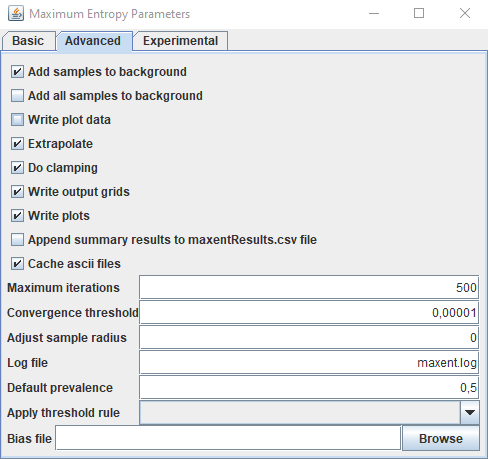 Maximum Entropy Parameters
Basic Advanced Experimental
Add samples to background
Add all samples to background
Write plot data
Extrapolate
Do clamping
Write output grids
Write plots
Append summary results to maxentResults.csv file
Cache ascii files
Maximum iterations 500
Convergence threshold 0,00001
Adjust sample radius 0
Log file maxent.log
Default prevalence 0,5
Apply threshold rule
Bias file Browse